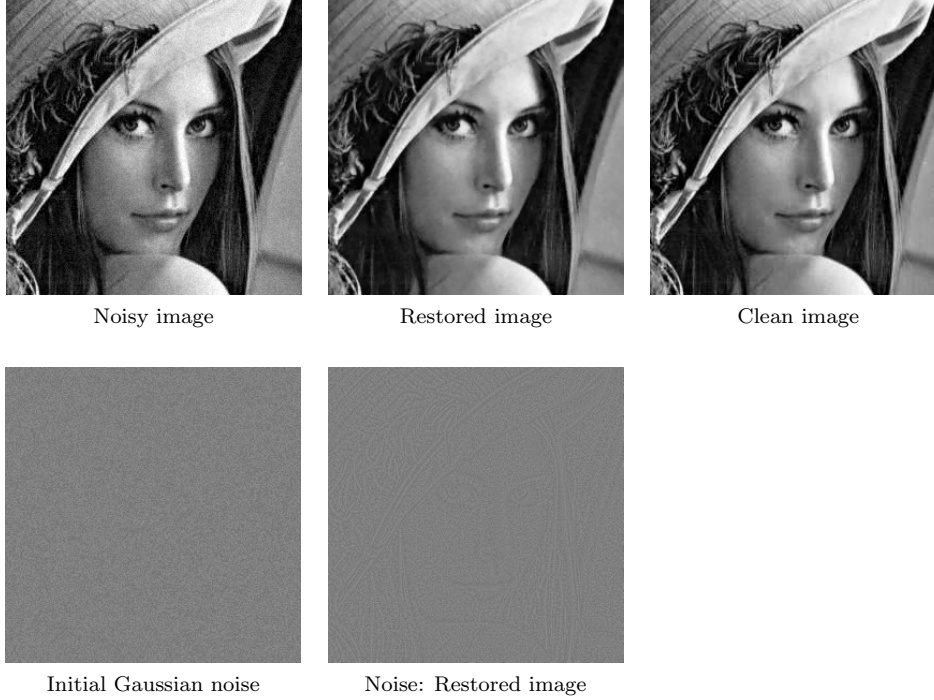 Noisy image
Restored image
Clean image
Initial Gaussian noise
Noise: Restored image